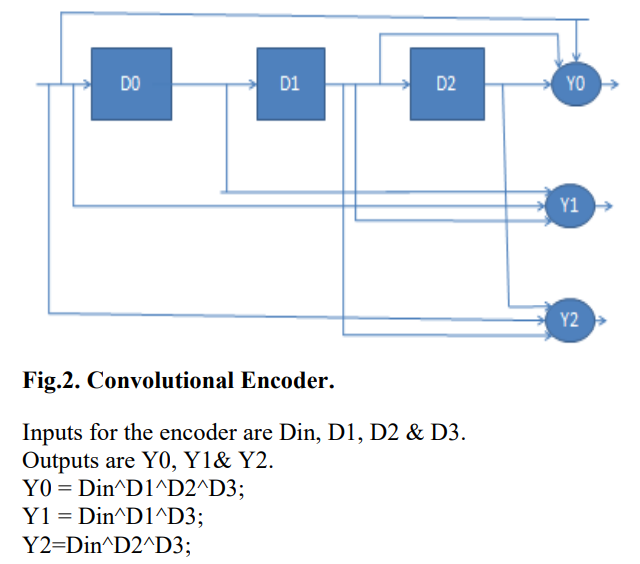 D0 D1 D2 Y0
Y1
Y2
Fig.2. Convolutional Encoder.
Inputs for the encoder are Din, D1, D2 & D3.
Outputs are Y0, Y1& Y2.
Y0 = Din^D1^D2^D3;
Y1 = Din^D1^D3;
Y2=Din^D2^D3;